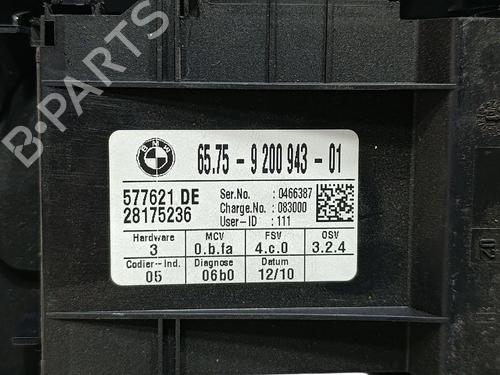 B-PARTS
BMW
65.75 - 9 200 943 - 01
577621 DE
28175236
Ser.No. : 0466387
Charge.No. : 083000
User-ID : 111
Hardware MCV FSV OSV
3 0.b.fa 4.c.0 3.2.4
Codier-Ind. Diagnose Datum
05 06b0 12/10
02